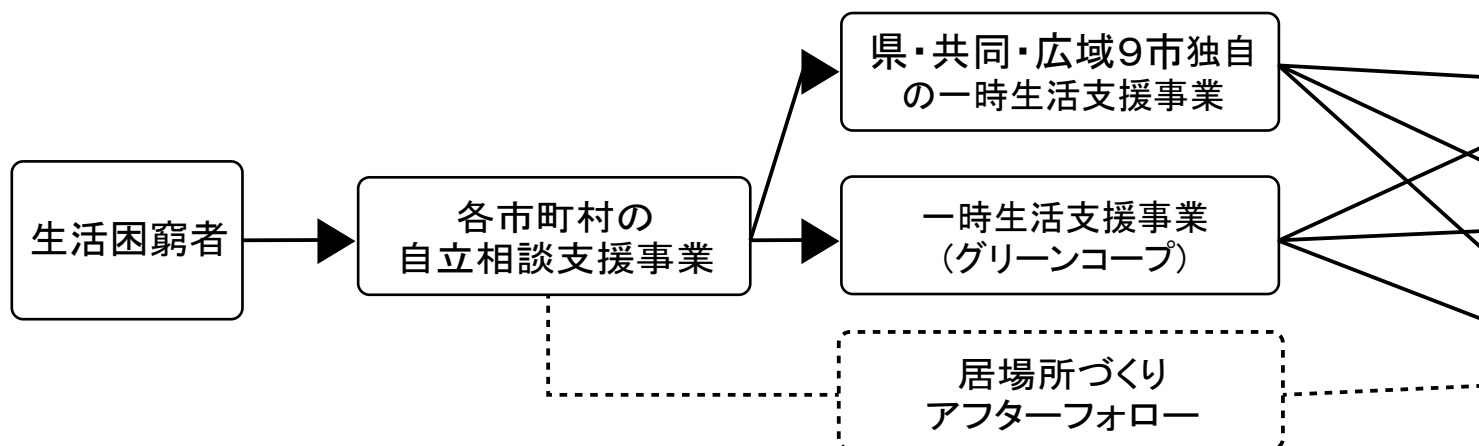 生活困窮者
各市町村の
自立相談支援事業
県・共同・広域９市独自
の一時生活支援事業
一時生活支援事業
（グリーンコープ）
居場所づくり
アフターフォロー